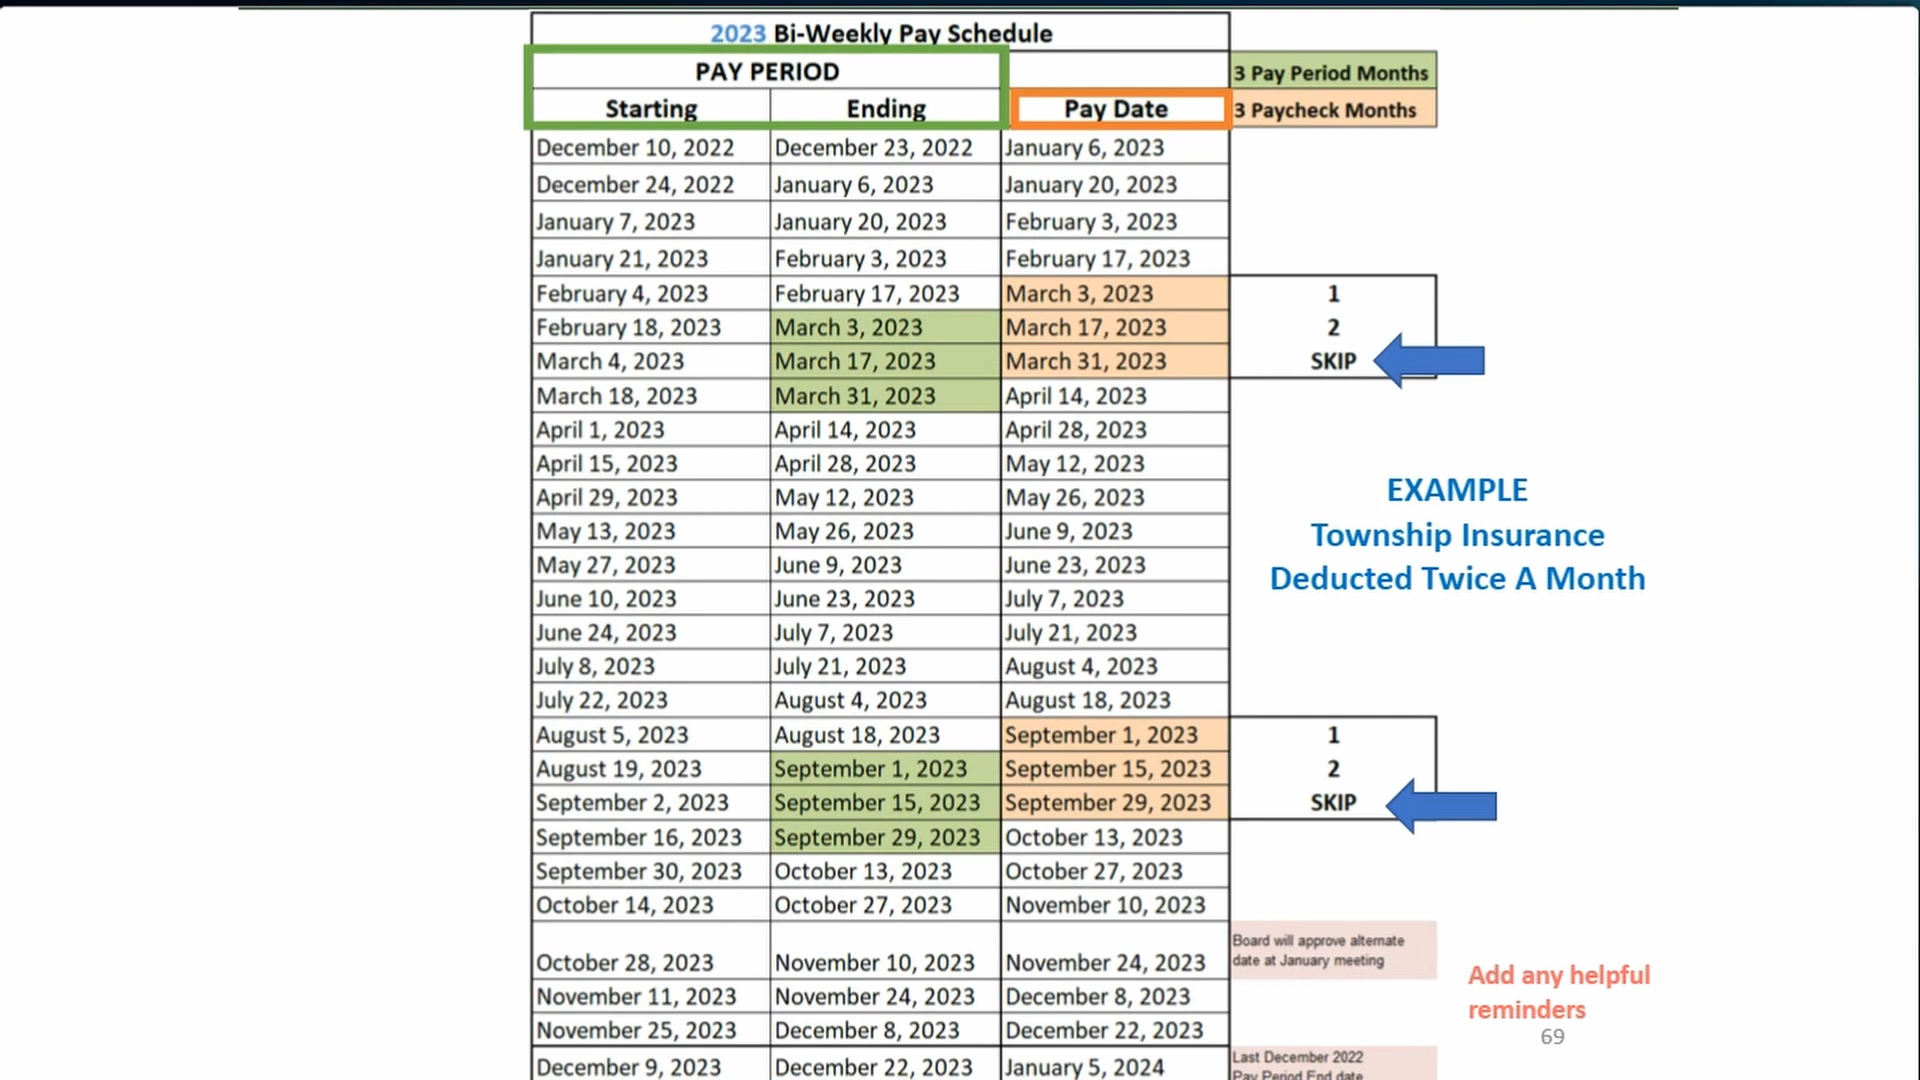 2023 Bi-Weekly Pay Schedule
PAY PERIOD
3 Pay Period Months
Starting Ending Pay Date 3 Paycheck Months
December 10, 2022 December 23, 2022 January 6, 2023
December 24, 2022 January 6, 2023 January 20, 2023
January 7, 2023 January 20, 2023 February 3, 2023
January 21, 2023 February 3, 2023 February 17, 2023
February 4, 2023 February 17, 2023 March 3, 2023 1
February 18, 2023 March 3, 2023 March 17, 2023 2
March 4, 2023 March 17, 2023 March 31, 2023 SKIP
March 18, 2023 March 31, 2023 April 14, 2023
April 1, 2023 April 14, 2023 April 28, 2023
April 15, 2023 April 28, 2023 May 12, 2023
April 29, 2023 May 12, 2023 May 26, 2023
May 13, 2023 May 26, 2023 June 9, 2023
May 27, 2023 June 9, 2023 June 23, 2023
June 10, 2023 June 23, 2023 July 7, 2023
June 24, 2023 July 7, 2023 July 21, 2023
July 8, 2023 July 21, 2023 August 4, 2023
July 22, 2023 August 4, 2023 August 18, 2023
August 5, 2023 August 18, 2023 September 1, 2023 1
August 19, 2023 September 1, 2023 September 15, 2023 2
September 2, 2023 September 15, 2023 September 29, 2023 SKIP
September 16, 2023 September 29, 2023 October 13, 2023
September 30, 2023 October 13, 2023 October 27, 2023
October 14, 2023 October 27, 2023 November 10, 2023
October 28, 2023 November 10, 2023 November 24, 2023
November 11, 2023 November 24, 2023 December 8, 2023
November 25, 2023 December 8, 2023 December 22, 2023
December 9, 2023 December 22, 2023 January 5, 2024
EXAMPLE
Township Insurance
Deducted Twice A Month
Board will approve alternate
date at January meeting
Add any helpful
reminders
69
Last December 2022
Pay Period End date